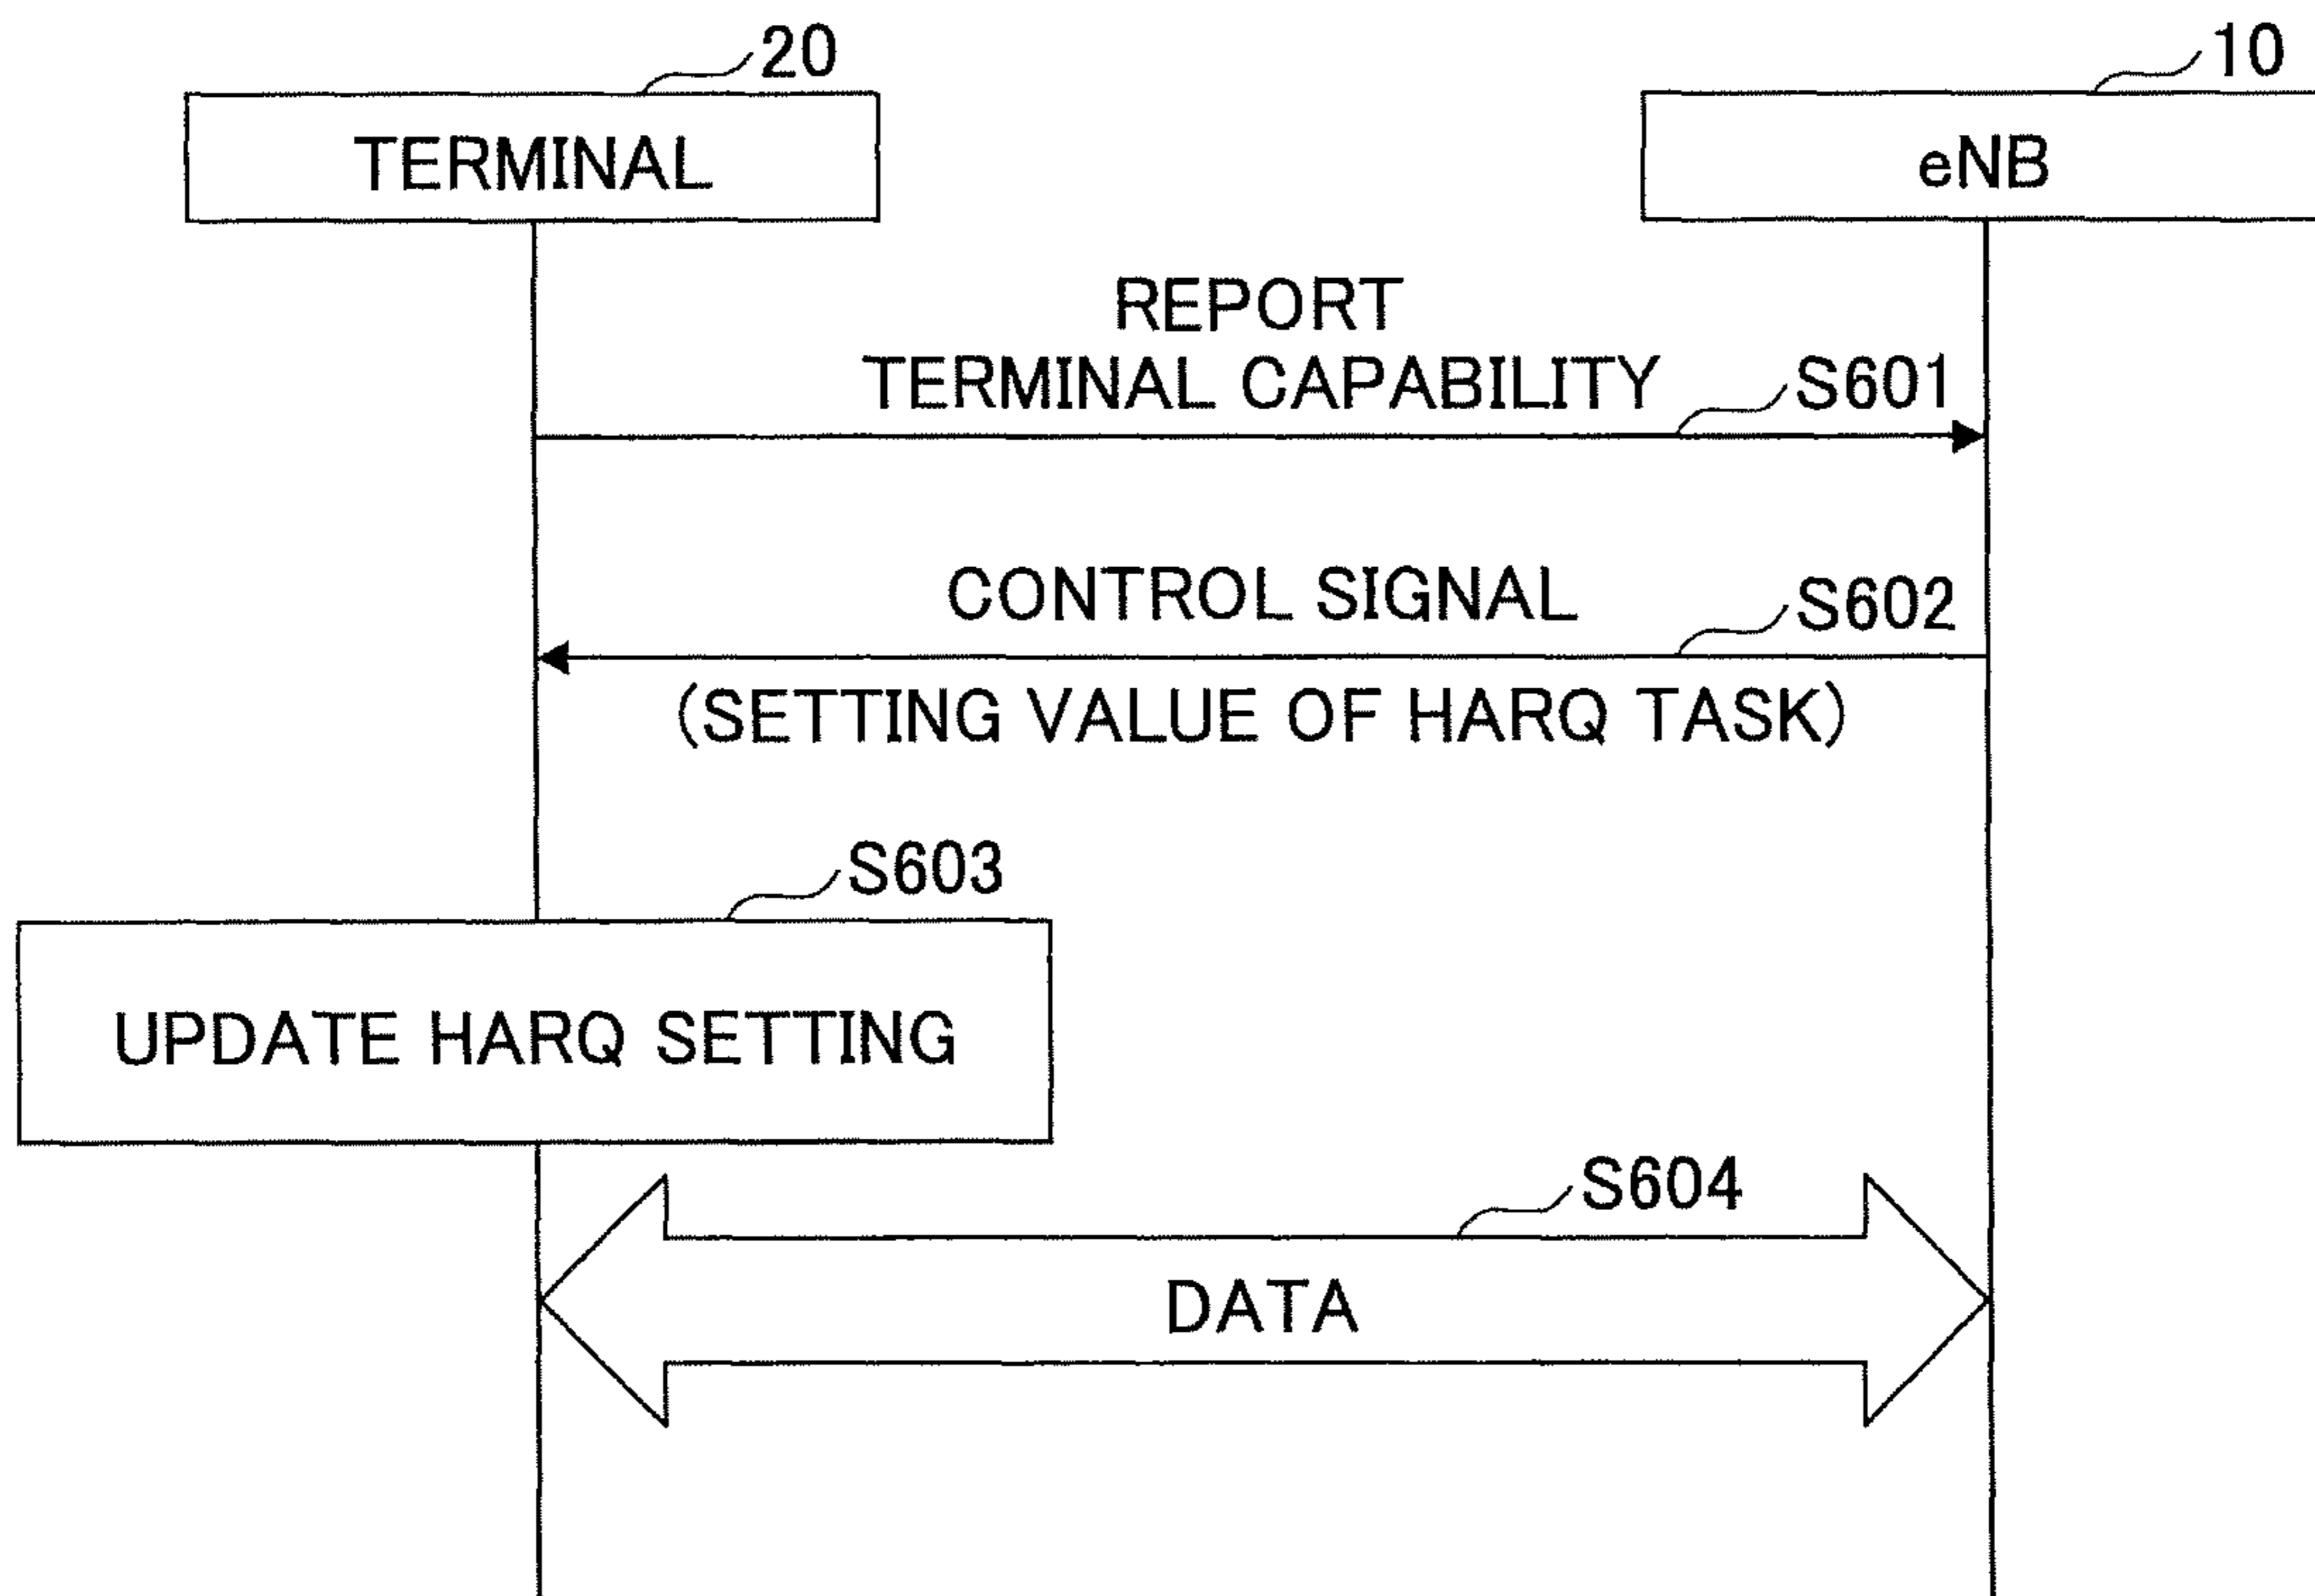 20
10
TERMINAL
eNB
REPORT
TERMINAL CAPABILITY
S601
CONTROL SIGNAL
S602
(SETTING VALUE OF HARQ TASK)
S603
UPDATE HARQ SETTING
S604
DATA